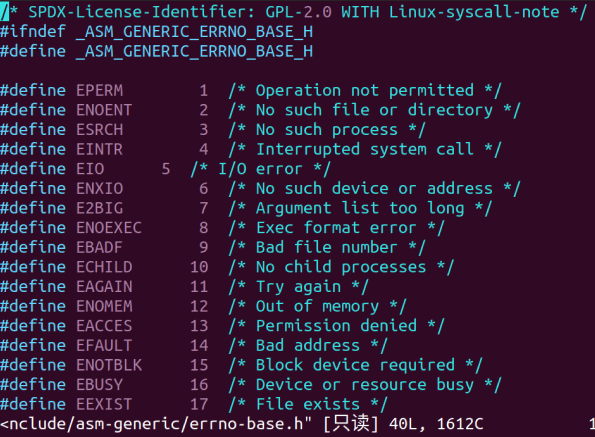 /* SPDX-License-Identifier: GPL-2.0 WITH Linux-syscall-note */
#ifndef _ASM_GENERIC_ERRNO_BASE_H
#define _ASM_GENERIC_ERRNO_BASE_H
#define EPERM 1 /* Operation not permitted */
#define ENOENT 2 /* No such file or directory */
#define ESRCH 3 /* No such process */
#define EINTR 4 /* Interrupted system call */
#define EIO 5 /* I/O error */
#define ENXIO 6 /* No such device or address */
#define E2BIG 7 /* Argument list too long */
#define ENOEXEC 8 /* Exec format error */
#define EBADF 9 /* Bad file number */
#define ECHILD 10 /* No child processes */
#define EAGAIN 11 /* Try again */
#define ENOMEM 12 /* Out of memory */
#define EACCES 13 /* Permission denied */
#define EFAULT 14 /* Bad address */
#define ENOTBLK 15 /* Block device required */
#define EBUSY 16 /* Device or resource busy */
#define EEXIST 17 /* File exists */
<nclude/asm-generic/errno-base.h" [只读] 40L, 1612C 1